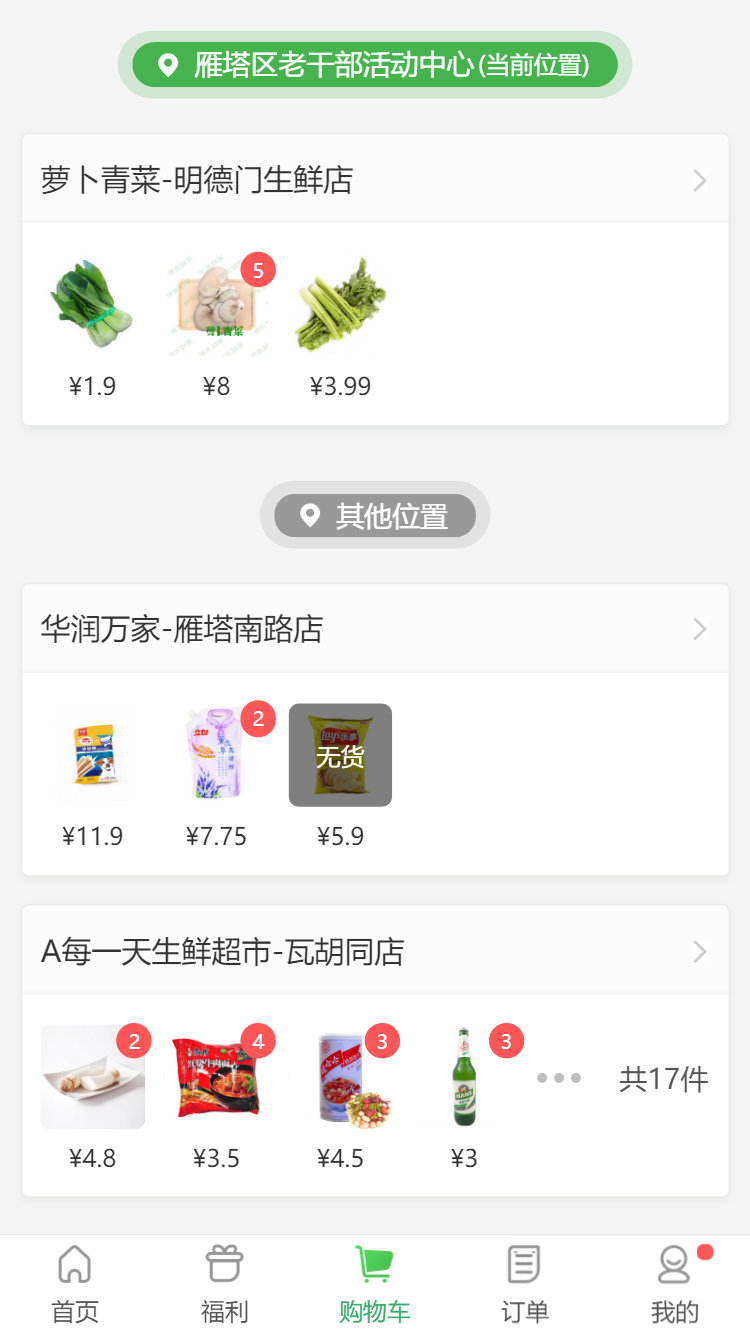 雁塔区老干部活动中心(当前位置)
萝卜青菜-明德门生鲜店
5
¥1.9
¥8
¥3.99
其他位置
华润万家-雁塔南路店
2
无货
¥11.9
¥7.75
¥5.9
A每一天生鲜超市-瓦胡同店
2
4
3
3
共17件
¥4.8
¥3.5
¥4.5
¥3
首页
福利
购物车
订单
我的